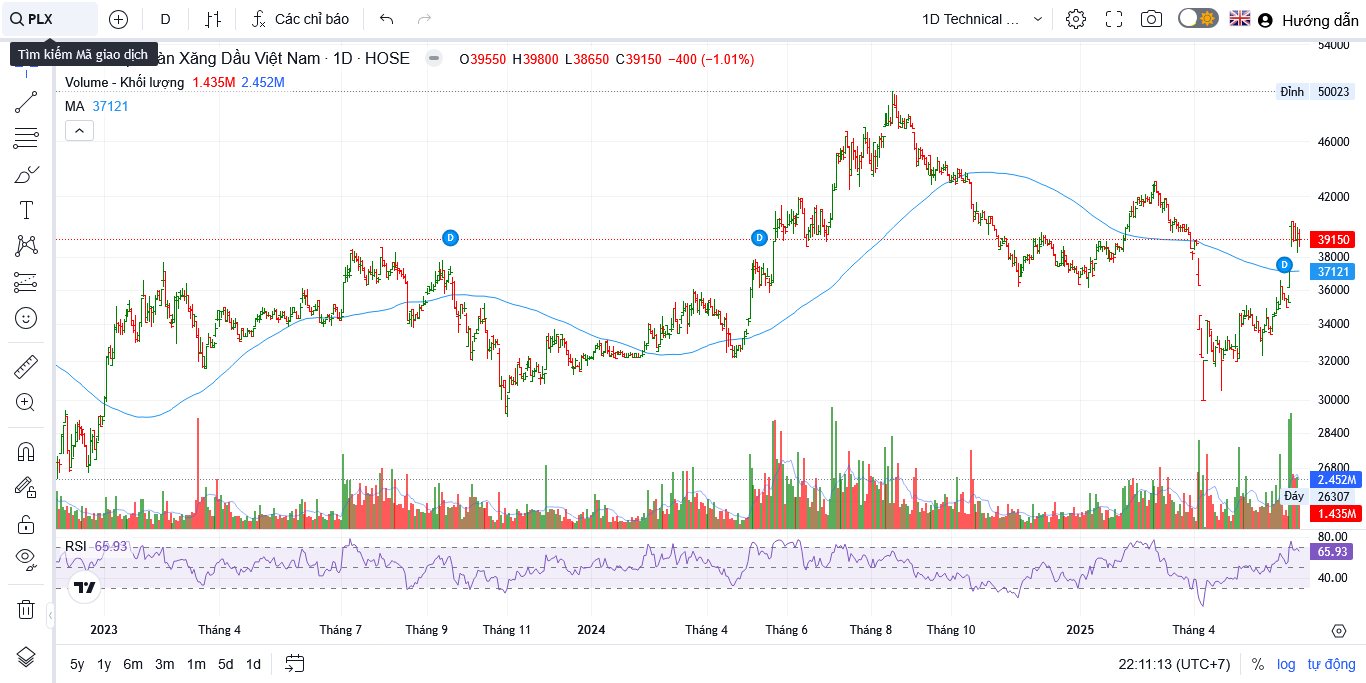 PLX
D
Các chỉ báo
1D Technical ...
Hướng dẫn
Tìm kiếm Mã giao dịch
àn Xăng Dầu Việt Nam · 1D · HOSE
O39550 H39800 L38650 C39150 −400 (−1.01%)
Volume - Khối lượng 1.435M 2.452M
MA 37121
54000
Đỉnh 50023
46000
42000
39150
38000
37121
36000
34000
32000
30000
28400
26800
2.452M
Đáy 26307
1.435M
D
D
D
RSI 65.93
80.00
65.93
40.00
2023 Tháng 4 Tháng 7 Tháng 9 Tháng 11 2024 Tháng 4 Tháng 6 Tháng 8 Tháng 10 2025 Tháng 4
5y 1y 6m 3m 1m 5d 1d
22:11:13 (UTC+7) % log tự động